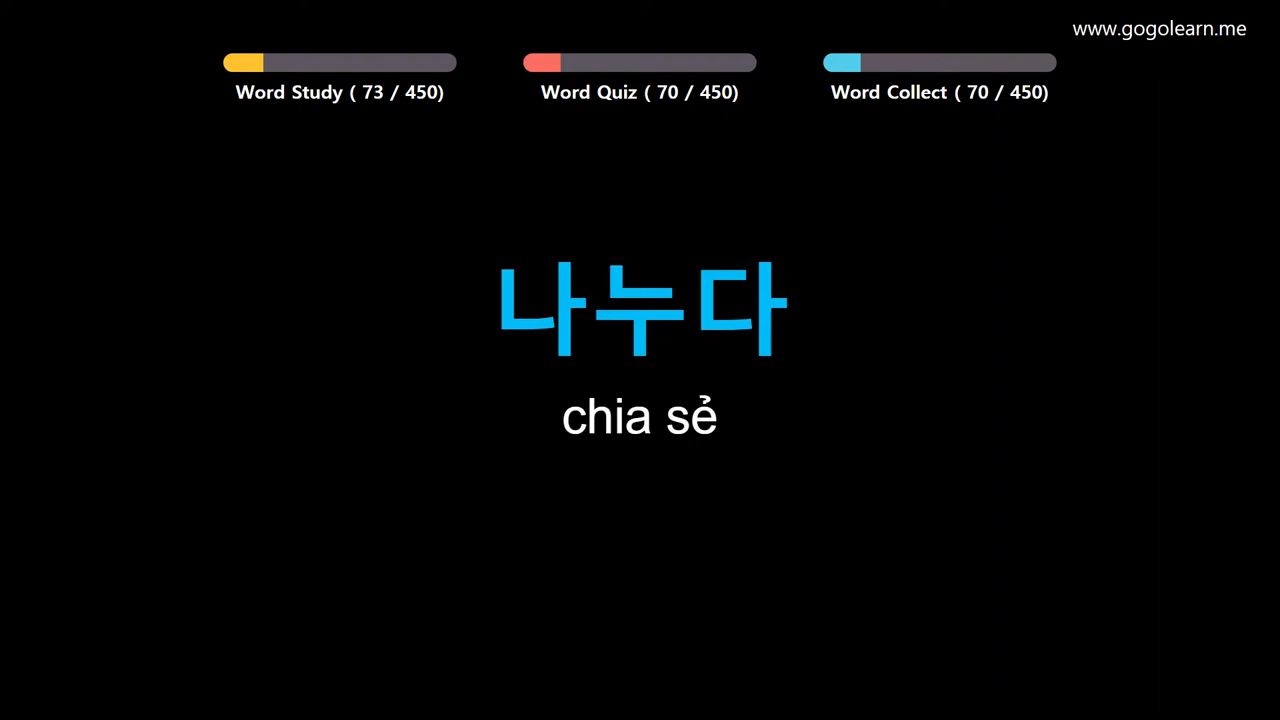 www.gogolearn.me
Word Study ( 73 / 450)
Word Quiz ( 70 / 450)
Word Collect ( 70 / 450)
나누다
chia sẻ